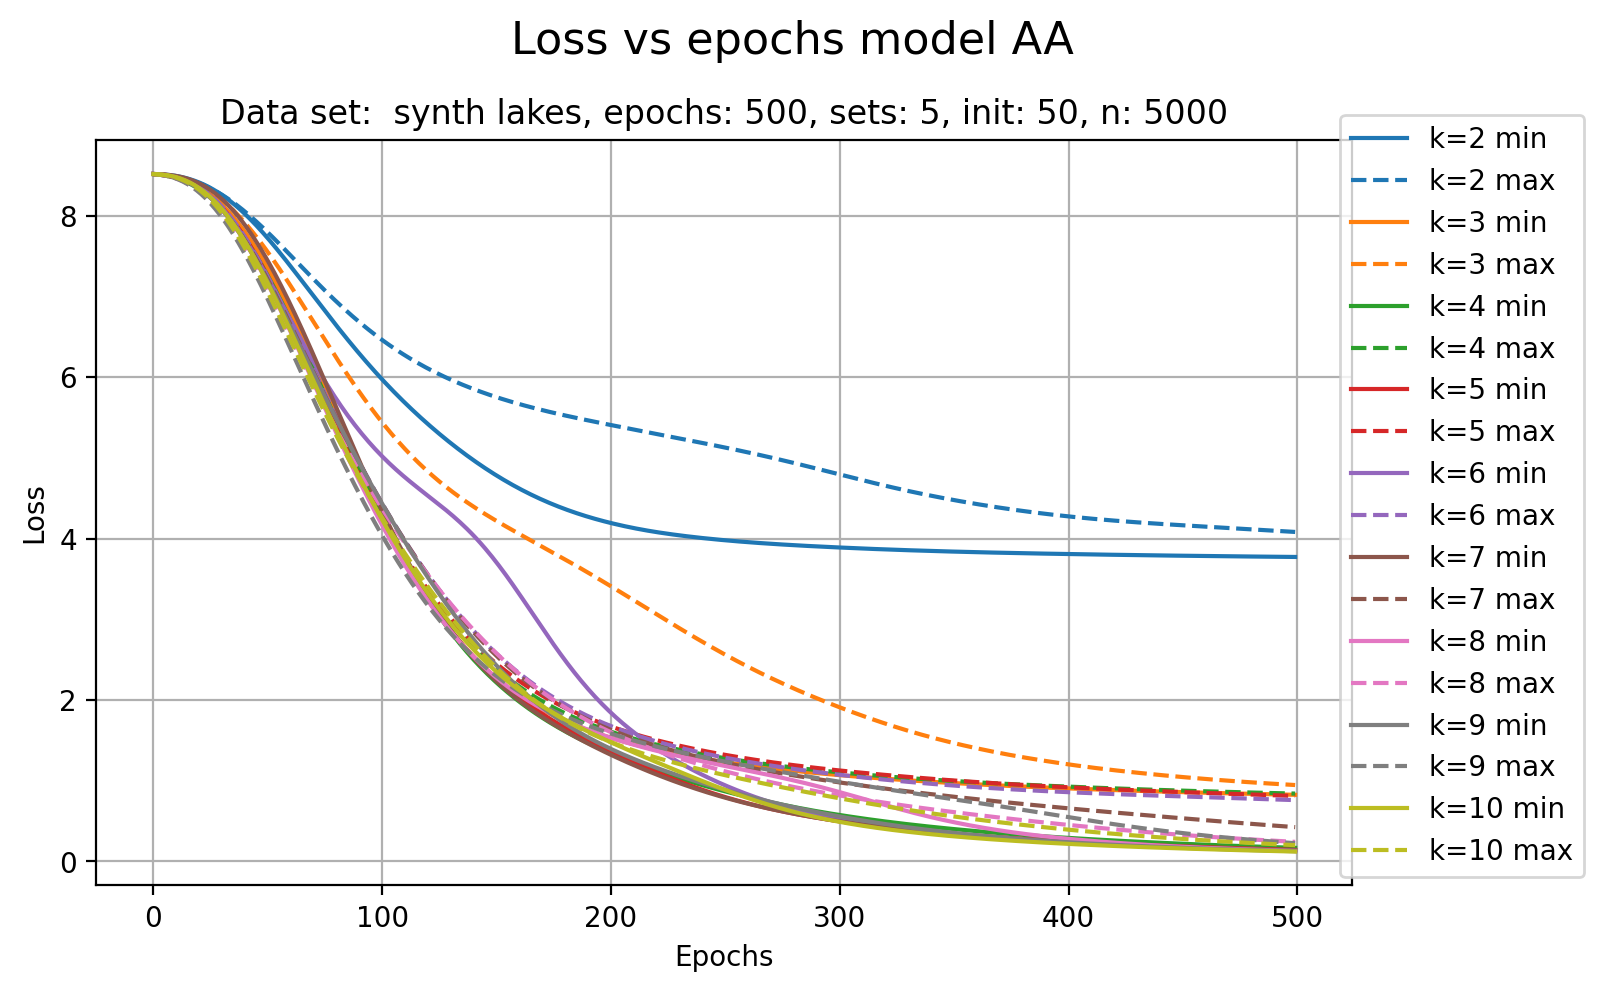 Loss vs epochs model AA
Data set:  synth lakes, epochs: 500, sets: 5, init: 50, n: 5000
k=2 min
k=2 max
k=3 min
k=3 max
k=4 min
k=4 max
k=5 min
k=5 max
k=6 min
k=6 max
k=7 min
k=7 max
k=8 min
k=8 max
k=9 min
k=9 max
k=10 min
k=10 max
Loss
8
6
4
2
0
0 100 200 300 400 500
Epochs